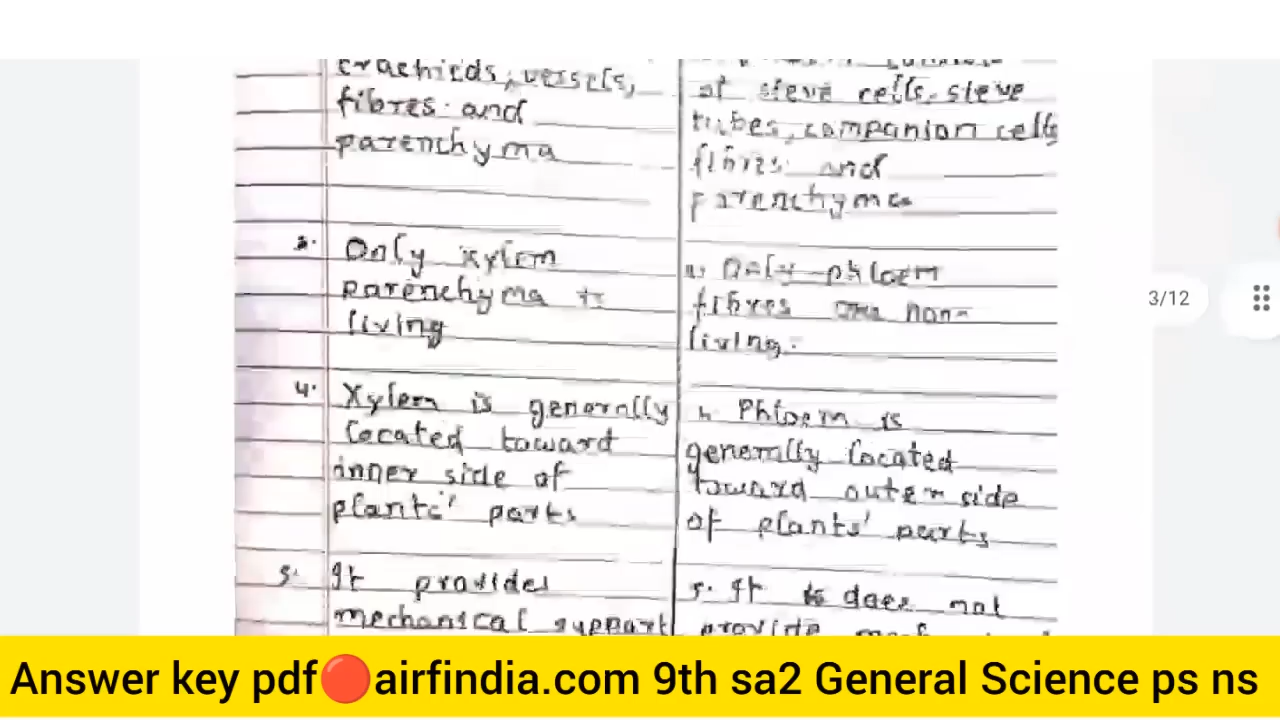 tracheids, vessels,
fibres and
parenchyma
of sieve cells, sieve
tubes, companion cells
fibres and
parenchyma
3. Only xylem
parenchyma is
living
Only phloem
fibres are non-
living.
4. Xylem is generally
located toward
inner side of
plants' parts
Phloem is
generally located
toward outer side
of plants' parts
5. It provides
mechanical support
5. It does not
provide
3/12
Answer key pdf🔴airfindia.com 9th sa2 General Science ps ns